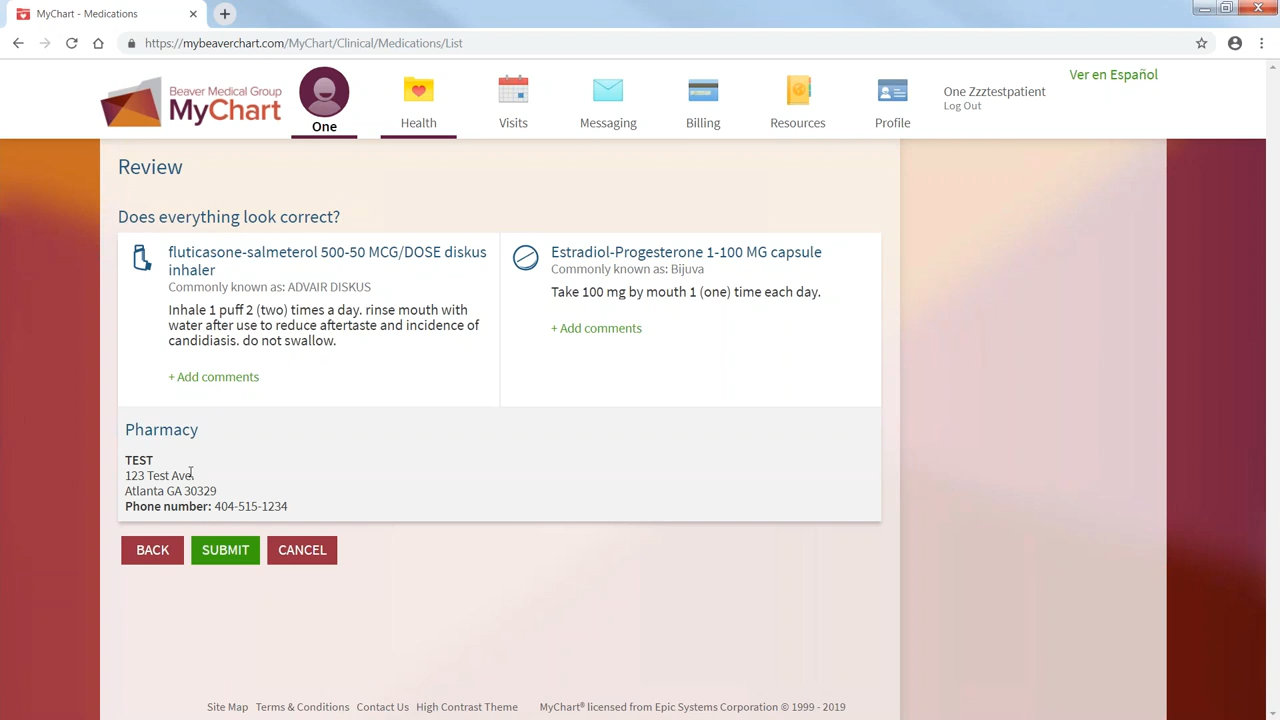 MyChart - Medications
https://mybeaverchart.com/MyChart/Clinical/Medications/List
Ver en Español
Beaver Medical Group
MyChart
One
Health
Visits
Messaging
Billing
Resources
Profile
One Zzztestpatient
Log Out
Review
Does everything look correct?
fluticasone-salmeterol 500-50 MCG/DOSE diskus
inhaler
Commonly known as: ADVAIR DISKUS
Inhale 1 puff 2 (two) times a day. rinse mouth with
water after use to reduce aftertaste and incidence of
candidiasis. do not swallow.
+ Add comments
Estradiol-Progesterone 1-100 MG capsule
Commonly known as: Bijuva
Take 100 mg by mouth 1 (one) time each day.
+ Add comments
Pharmacy
TEST
123 Test Ave.
Atlanta GA 30329
Phone number: 404-515-1234
BACK
SUBMIT
CANCEL
Site Map Terms & Conditions Contact Us High Contrast Theme MyChart® licensed from Epic Systems Corporation © 1999 - 2019